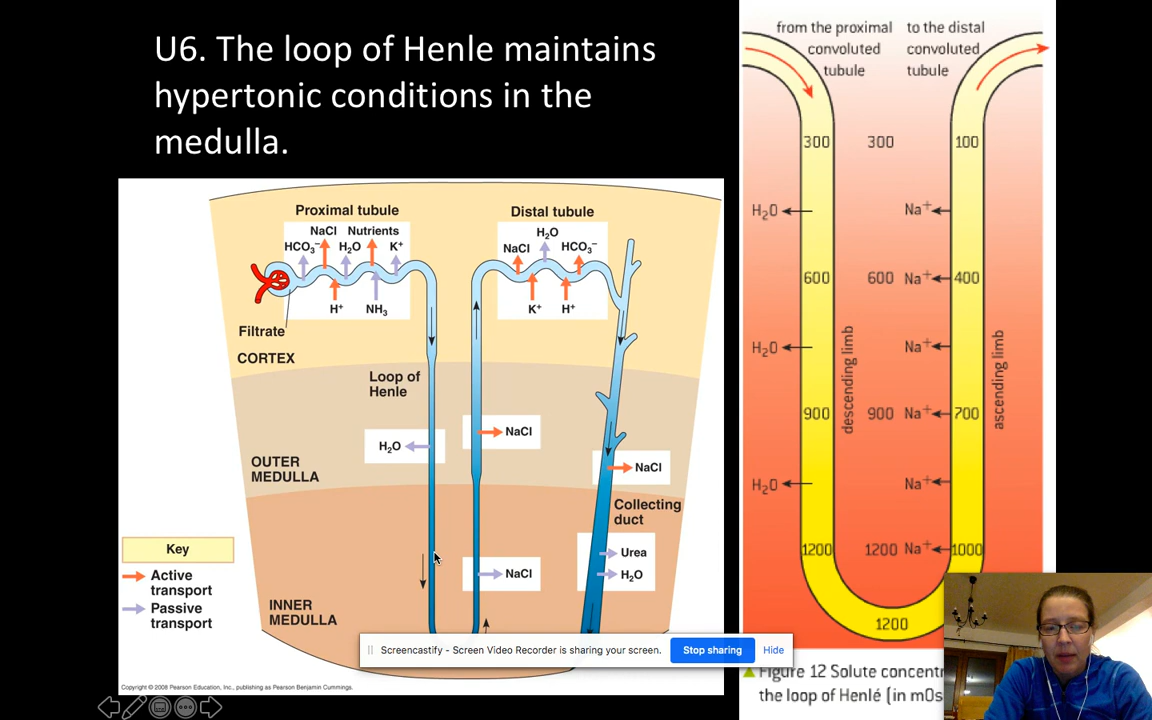 U6. The loop of Henle maintains
hypertonic conditions in the
medulla.
Proximal tubule
NaCl Nutrients
HCO₃⁻ H₂O K⁺
H⁺ NH₃
Filtrate
CORTEX
Distal tubule
H₂O
NaCl HCO₃⁻
K⁺ H⁺
Loop of
Henle
H₂O
NaCl
OUTER
MEDULLA
NaCl
Collecting
duct
Key
Active
transport
Passive
transport
NaCl
Urea
H₂O
INNER
MEDULLA
Copyright © 2008 Pearson Education, Inc., publishing as Pearson Benjamin Cummings.
Screencastify - Screen Video Recorder is sharing your screen.
Stop sharing
Hide
from the proximal
convoluted
tubule
to the distal
convoluted
tubule
300 300 100
H₂O Na⁺
600 600 Na⁺ 400
H₂O Na⁺
descending limb
ascending limb
900 900 Na⁺ 700
H₂O Na⁺
1200 1200 Na⁺ 1000
1200
Figure 12 Solute
the loop of Henlé (in